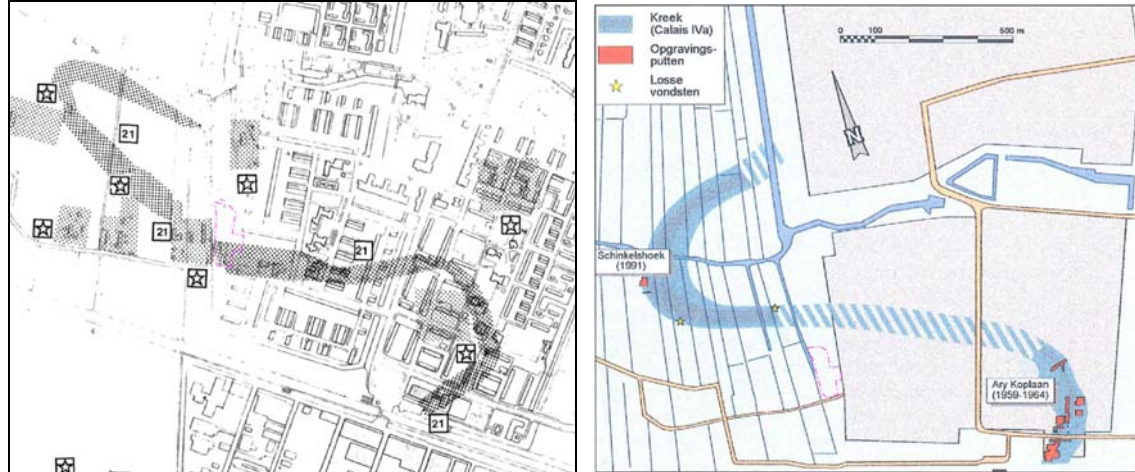 21
21
21
21
Kreek
(Calais IVa)
Opgravings-
putten
Losse
vondsten
0 100 500 m
N
Schinkelshoek
(1991)
Ary Koplaan
(1959-1964)